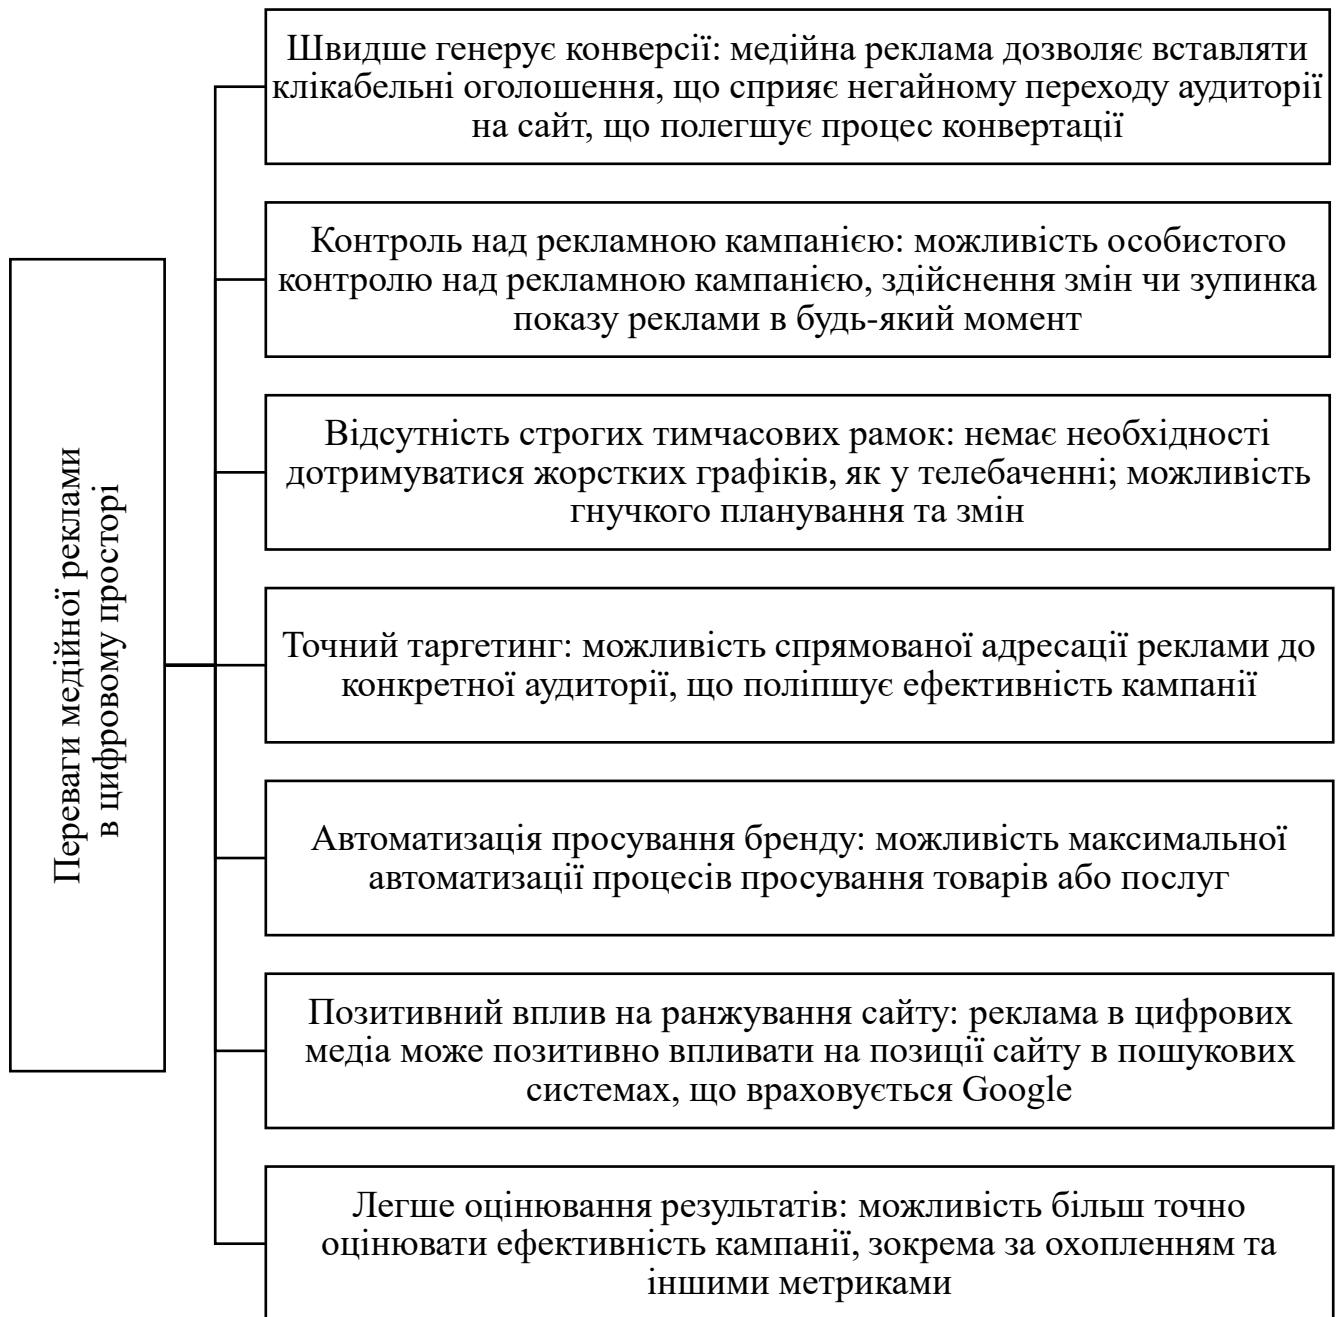 Переваги медійної реклами
в цифровому просторі
Швидше генерує конверсії: медійна реклама дозволяє вставляти
клікабельні оголошення, що сприяє негайному переходу аудиторії
на сайт, що полегшує процес конвертації
Контроль над рекламною кампанією: можливість особистого
контролю над рекламною кампанією, здійснення змін чи зупинка
показу реклами в будь-який момент
Відсутність строгих тимчасових рамок: немає необхідності
дотримуватися жорстких графіків, як у телебаченні; можливість
гнучкого планування та змін
Точний таргетинг: можливість спрямованої адресації реклами до
конкретної аудиторії, що поліпшує ефективність кампанії
Автоматизація просування бренду: можливість максимальної
автоматизації процесів просування товарів або послуг
Позитивний вплив на ранжування сайту: реклама в цифрових
медіа може позитивно впливати на позиції сайту в пошукових
системах, що враховується Google
Легше оцінювання результатів: можливість більш точно
оцінювати ефективність кампанії, зокрема за охопленням та
іншими метриками